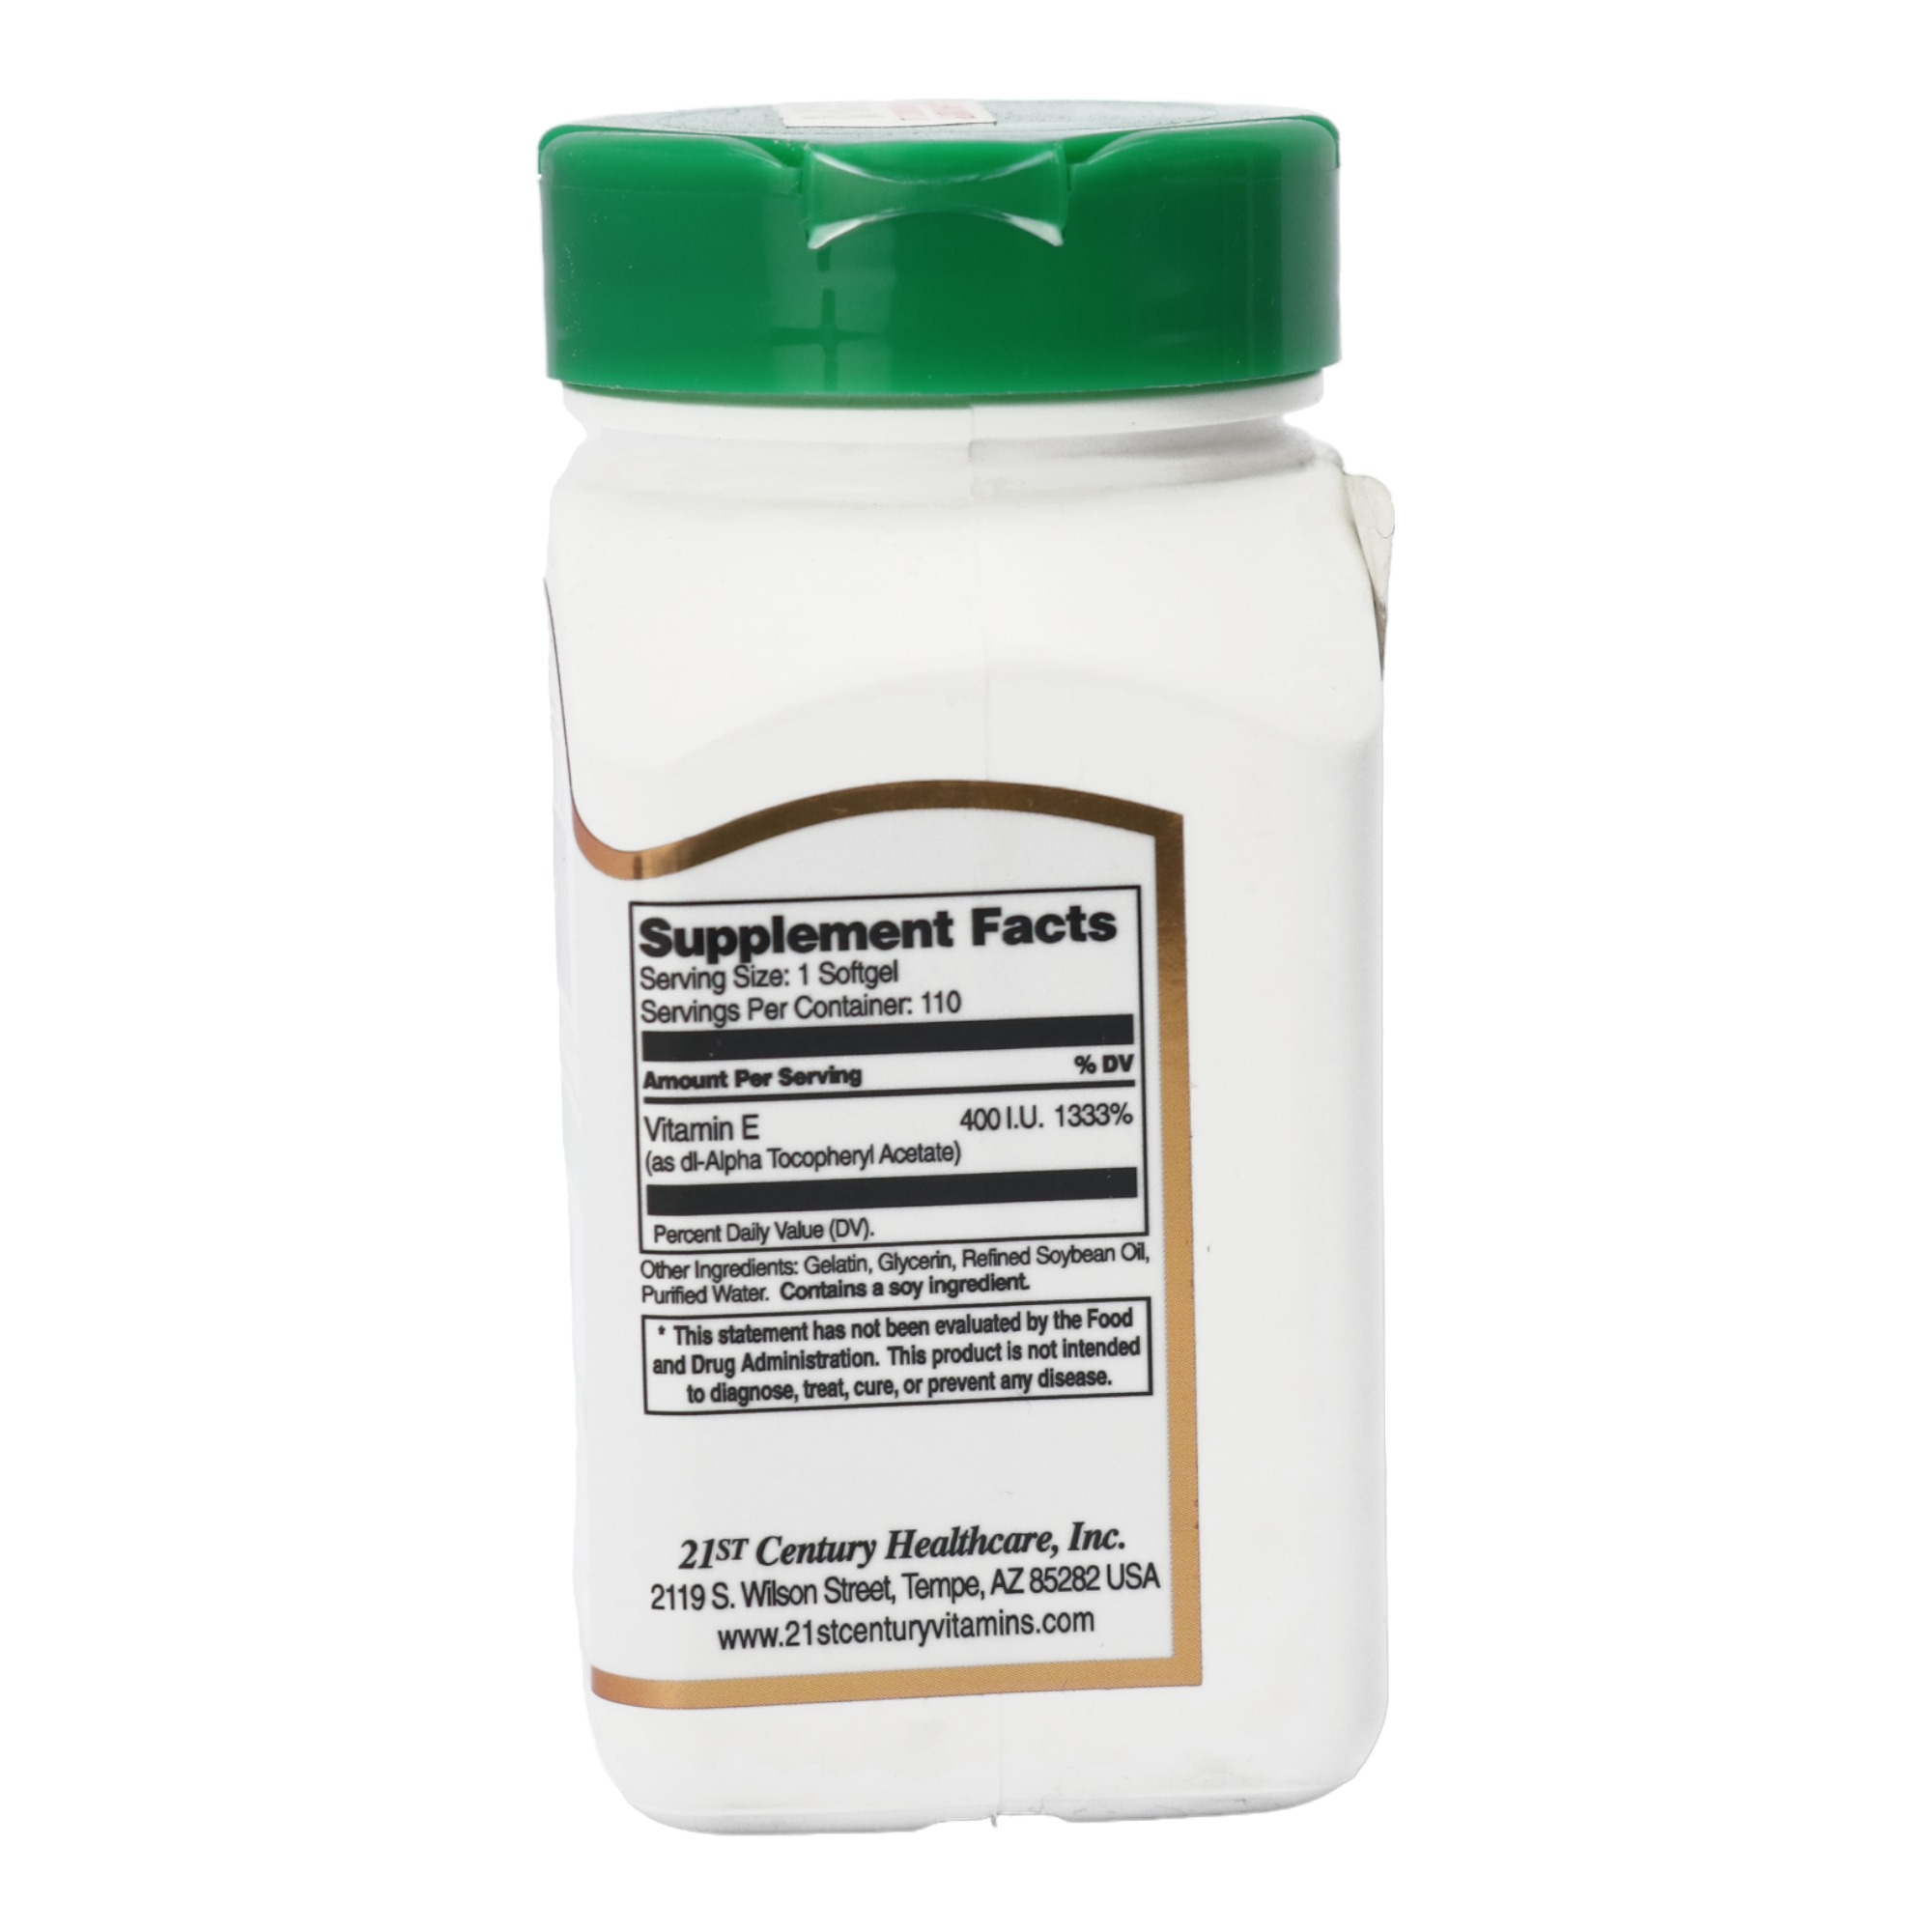 Supplement Facts
Serving Size: 1 Softgel
Servings Per Container: 110
Amount Per Serving % DV
Vitamin E 400 I.U. 1333%
(as dl-Alpha Tocopheryl Acetate)
Percent Daily Value (DV).
Other Ingredients: Gelatin, Glycerin, Refined Soybean Oil,
Purified Water. Contains a soy ingredient.
* This statement has not been evaluated by the Food
and Drug Administration. This product is not intended
to diagnose, treat, cure, or prevent any disease.
21ST Century Healthcare, Inc.
2119 S. Wilson Street, Tempe, AZ 85282 USA
www.21stcenturyvitamins.com